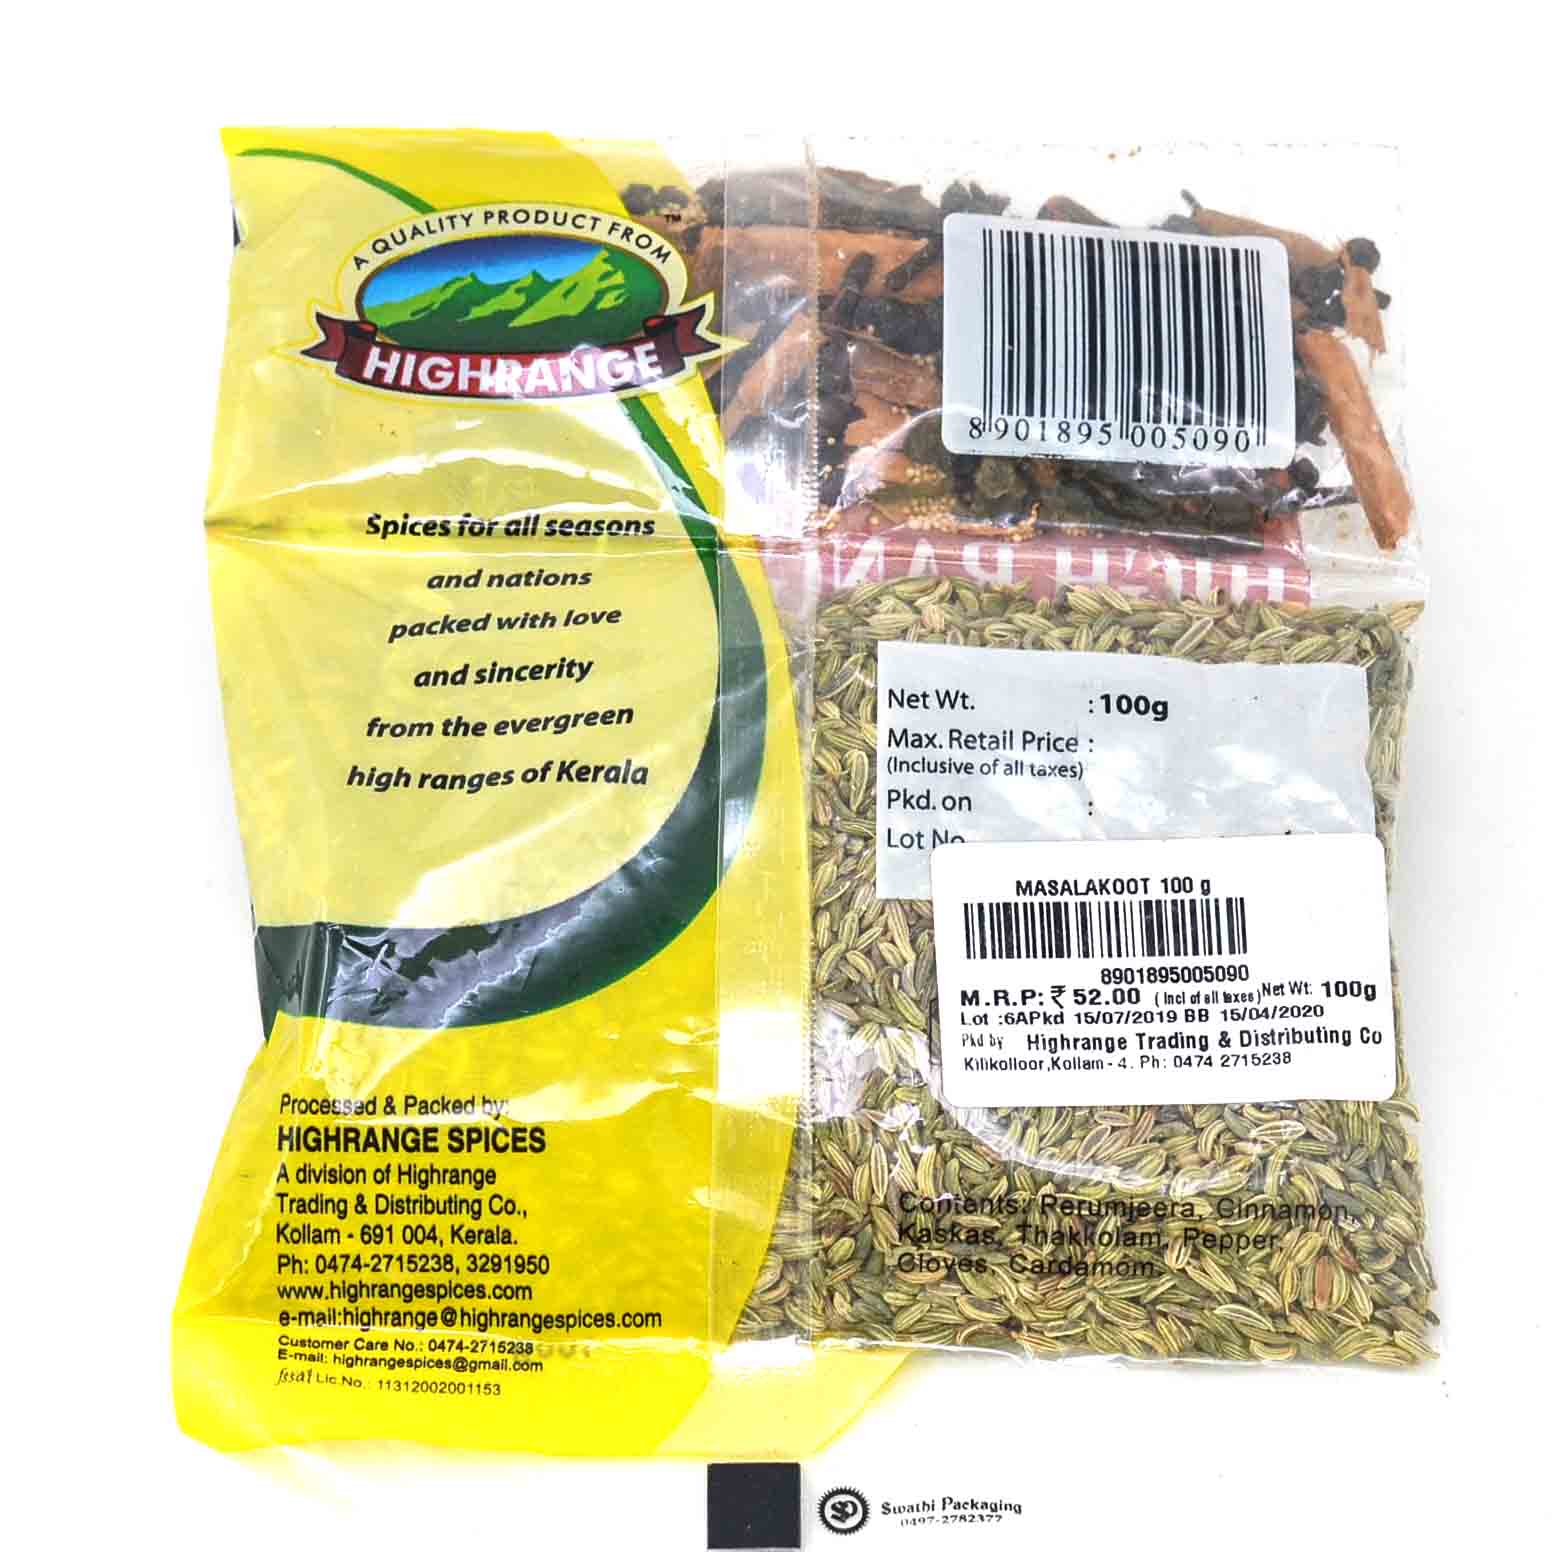 A QUALITY PRODUCT FROM
TM
HIGHRANGE
Spices for all seasons
and nations
packed with love
and sincerity
from the evergreen
high ranges of Kerala
Processed & Packed by:
HIGHRANGE SPICES
A division of Highrange
Trading & Distributing Co.,
Kollam - 691 004, Kerala.
Ph: 0474-2715238, 3291950
www.highrangespices.com
e-mail:highrange@highrangespices.com
Customer Care No.: 0474-2715238
E-mail: highrangespices@gmail.com
fssai Lic.No.: 11312002001153
8901895005090
HIGH RAN
Net Wt. : 100g
Max. Retail Price :
(Inclusive of all taxes)
Pkd. on :
Lot No
MASALAKOOT 100 g
8901895005090
M.R.P: ₹ 52.00 (Incl of all taxes) Net Wt: 100g
Lot :6APkd 15/07/2019 BB 15/04/2020
Pkd by Highrange Trading & Distributing Co
Kilikolloor,Kollam - 4. Ph: 0474 2715238
Contents: Perumjeera, Cinnamon,
Kaskas, Thakkolam, Pepper,
Cloves, Cardamom.
SP
Swathi Packaging
0497-2782377